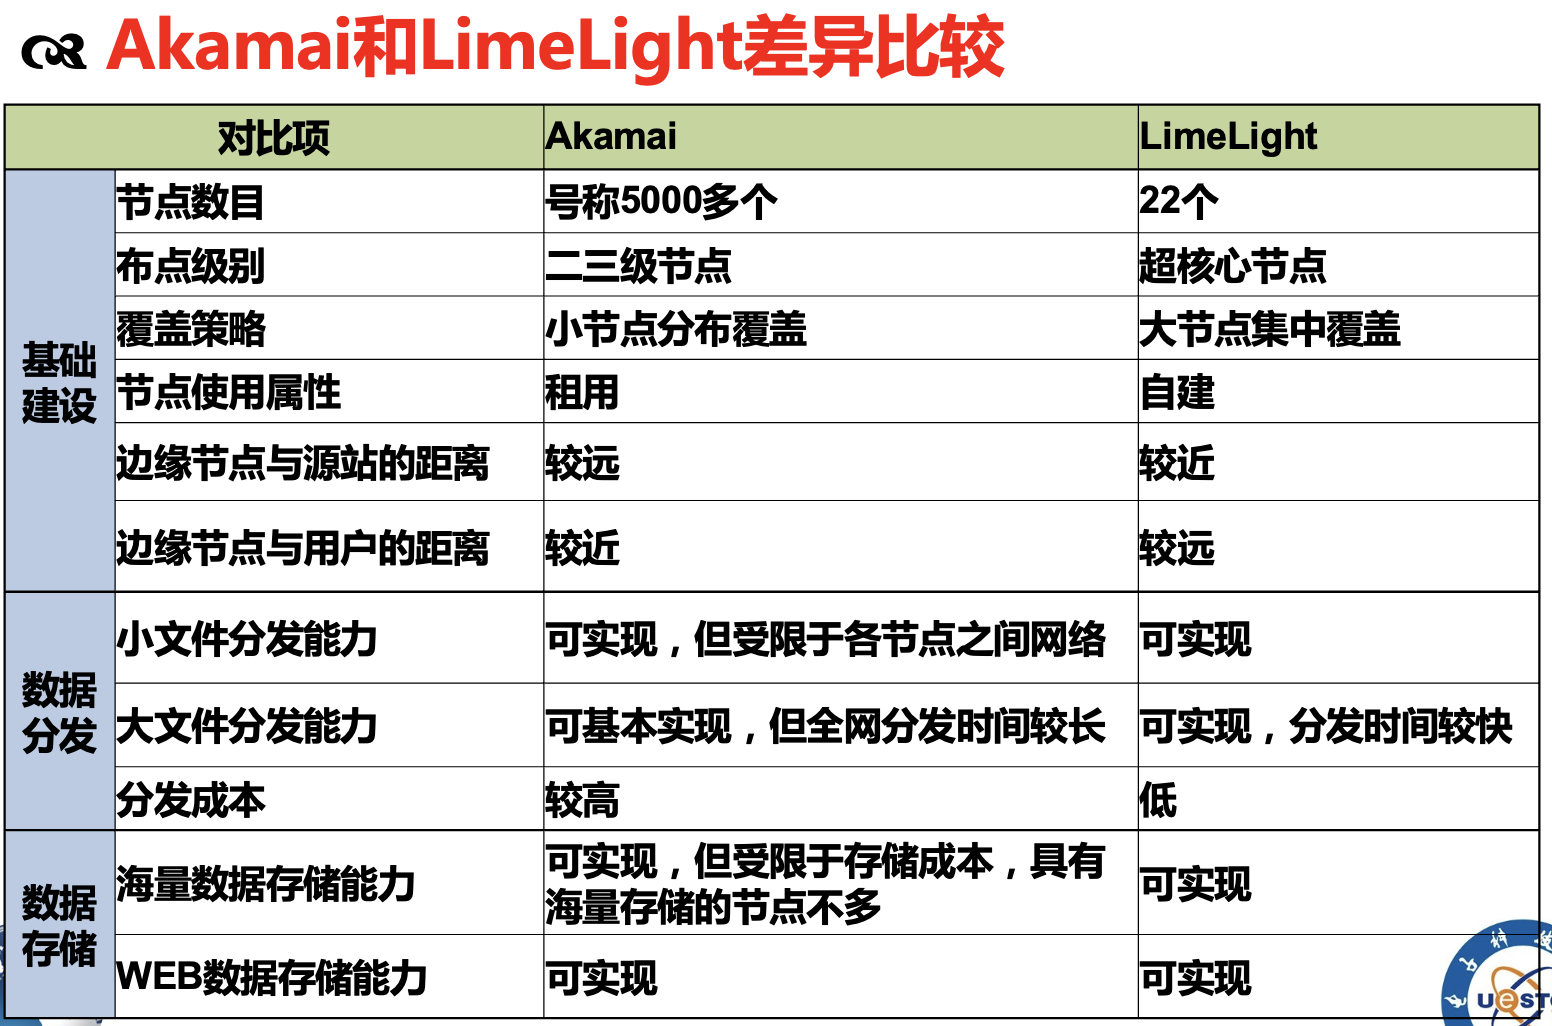 Akamai和LimeLight差异比较
对比项 Akamai LimeLight
基础
建设
节点数目 号称5000多个 22个
布点级别 二三级节点 超核心节点
覆盖策略 小节点分布覆盖 大节点集中覆盖
节点使用属性 租用 自建
边缘节点与源站的距离 较远 较近
边缘节点与用户的距离 较近 较远
数据
分发
小文件分发能力 可实现，但受限于各节点之间网络 可实现
大文件分发能力 可基本实现，但全网分发时间较长 可实现，分发时间较快
分发成本 较高 低
数据
存储
海量数据存储能力 可实现，但受限于存储成本，具有
海量存储的节点不多 可实现
WEB数据存储能力 可实现 可实现